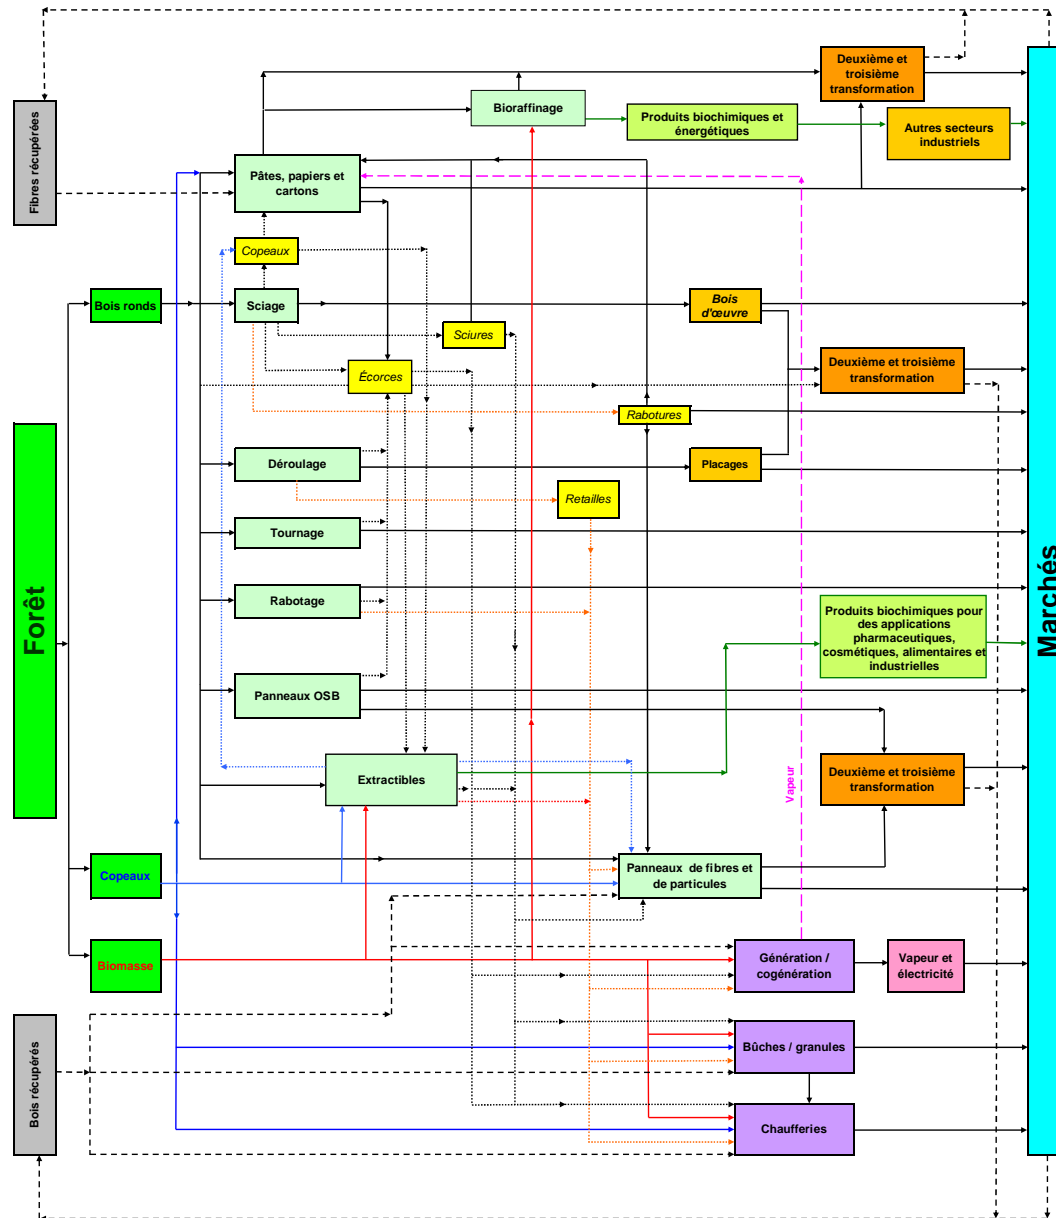 Deuxième et
troisième
transformation
Bioraffinage
Produits biochimiques et
énergétiques
Autres secteurs
industriels
Fibres récupérées
Pâtes, papiers et
cartons
Copeaux
Bois ronds
Sciage
Bois
d'œuvre
Sciures
Écorces
Deuxième et troisième
transformation
Rabotures
Déroulage
Placages
Retailles
Tournage
Rabotage
Forêt
Marchés
Produits biochimiques pour
des applications
pharmaceutiques,
cosmétiques, alimentaires et
industrielles
Panneaux OSB
Extractibles
Vapeur
Deuxième et troisième
transformation
Copeaux
Panneaux de fibres et
de particules
Biomasse
Génération /
cogénération
Vapeur et
électricité
Bois récupérés
Bûches / granules
Chaufferies